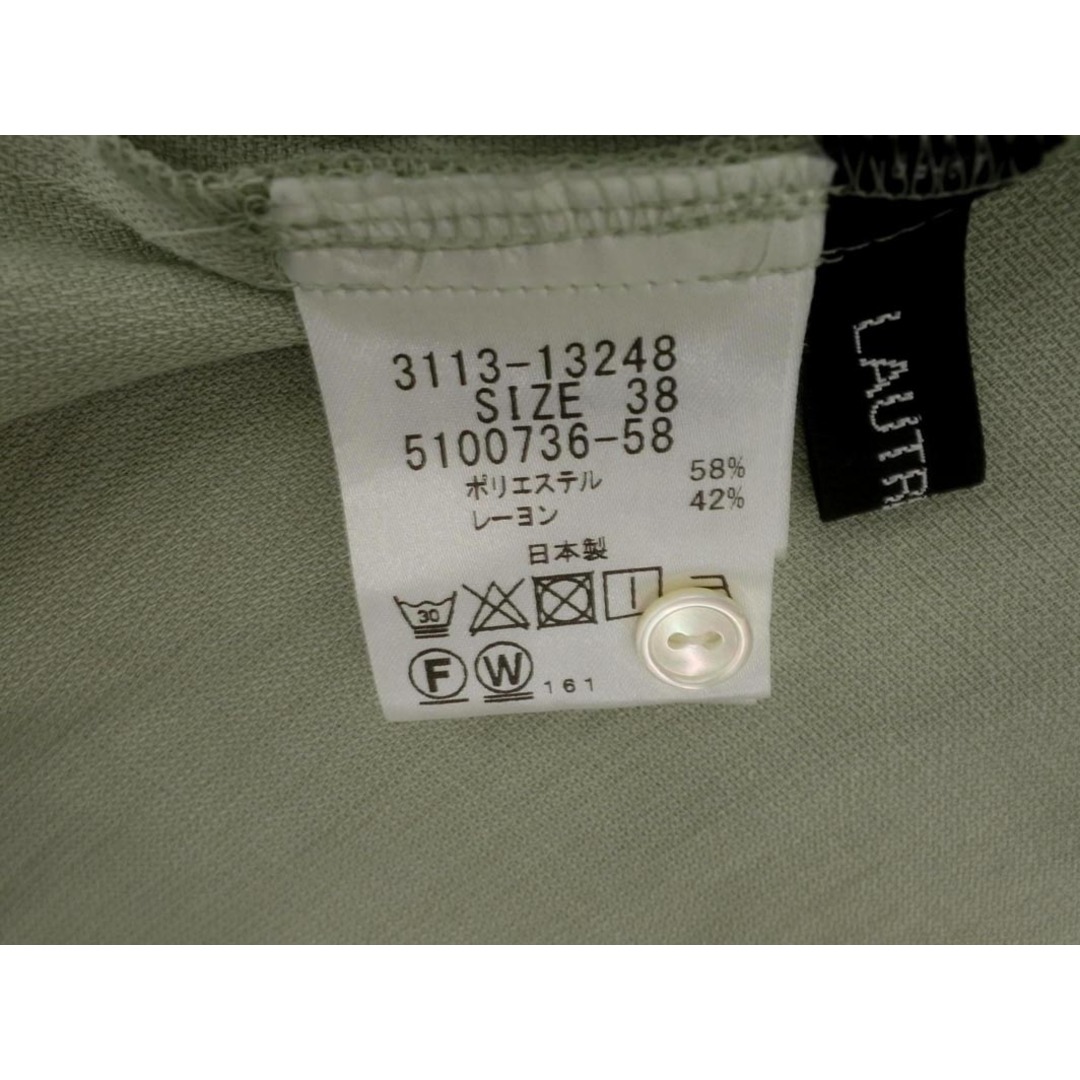 3113-13248
SIZE 38
5100736-58
ポリエステル 58%
レーヨン 42%
日本製
30
F W 161
LAUTR